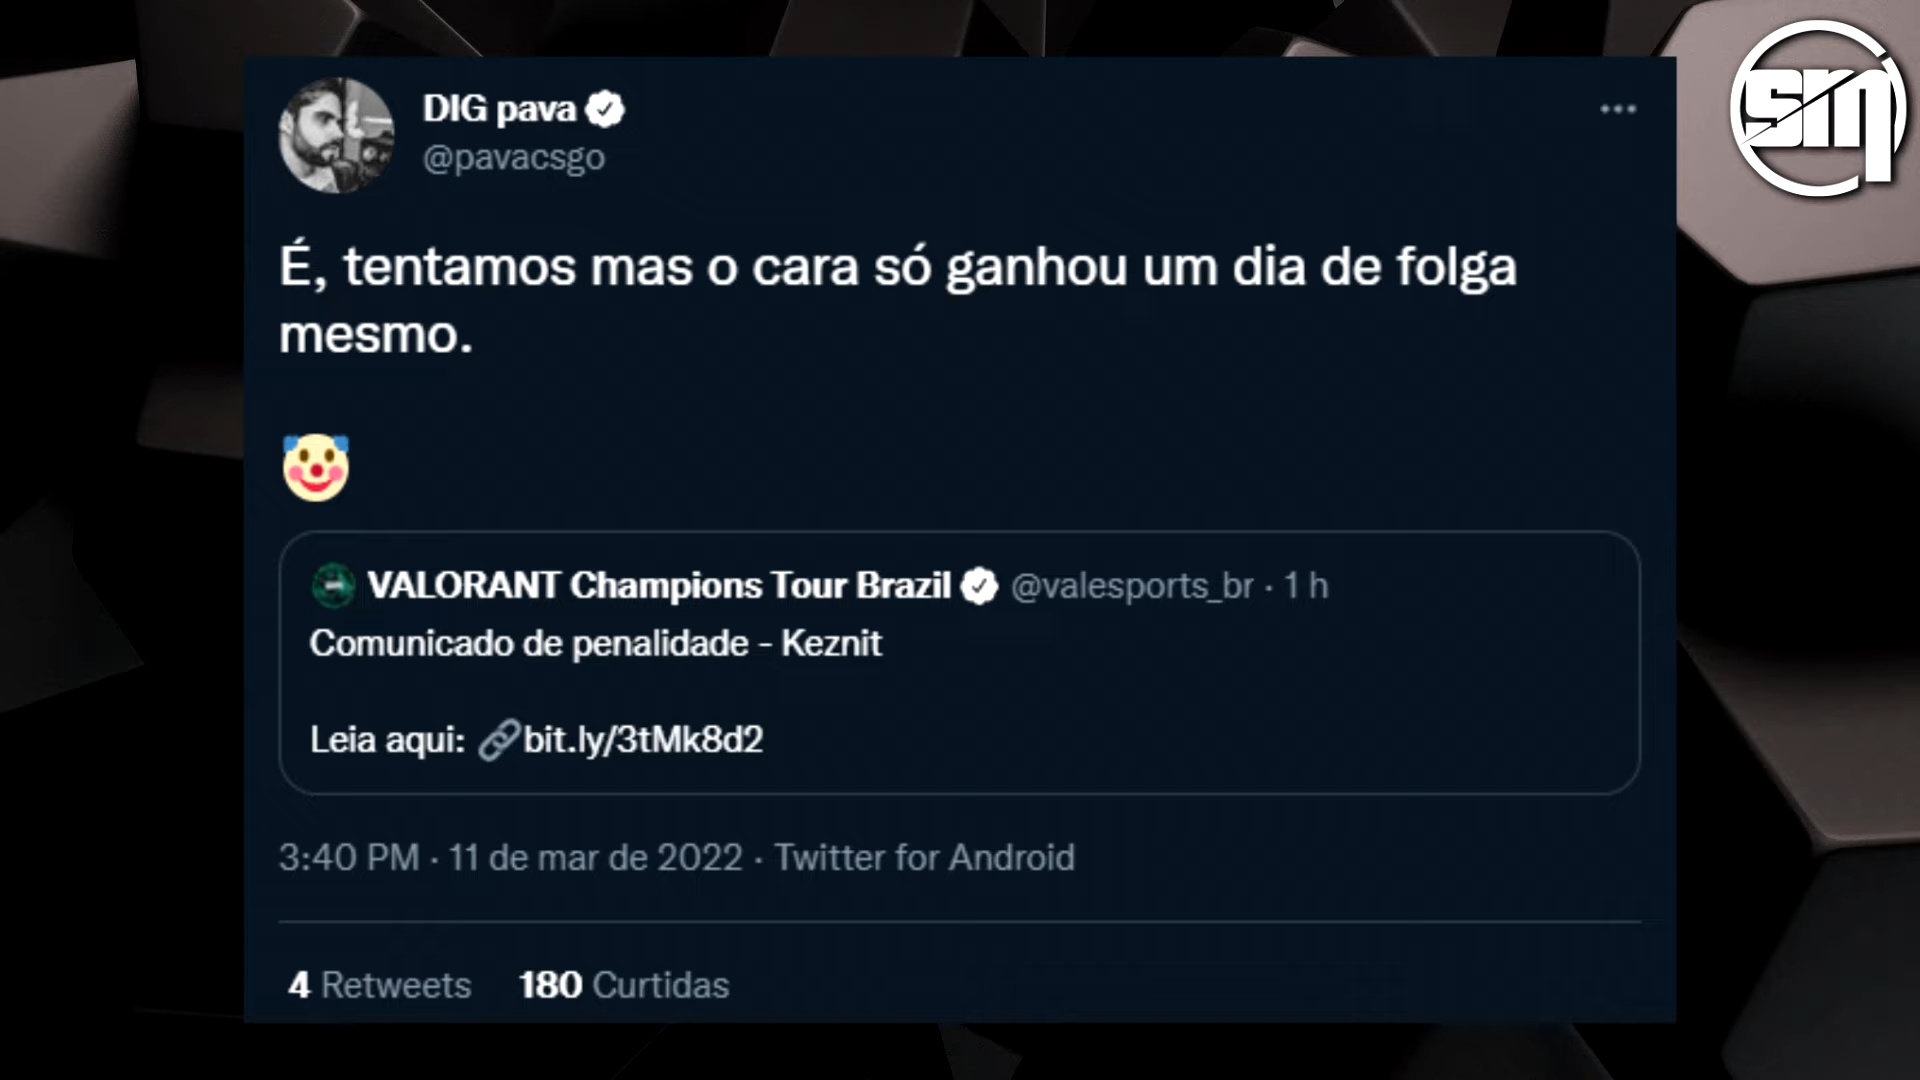 DIG pava
@pavacsgo
É, tentamos mas o cara só ganhou um dia de folga
mesmo.
🤡
VALORANT Champions Tour Brazil @valesports_br · 1 h
Comunicado de penalidade - Keznit
Leia aqui: 🔗bit.ly/3tMk8d2
3:40 PM · 11 de mar de 2022 · Twitter for Android
4 Retweets 180 Curtidas
SM